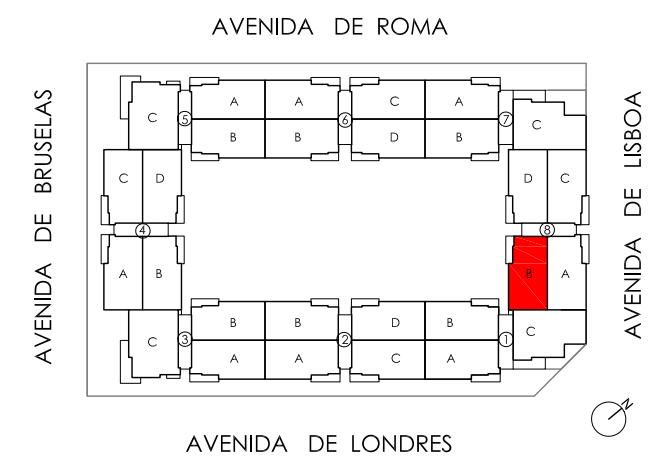 AVENIDA DE ROMA
AVENIDA DE BRUSELAS
AVENIDA DE LISBOA
A A C A
C 5 6 7 C
B B D B
C D D C
4 8
A B B A
B B D B
C 3 2 1 C
A A C A
N
AVENIDA DE LONDRES